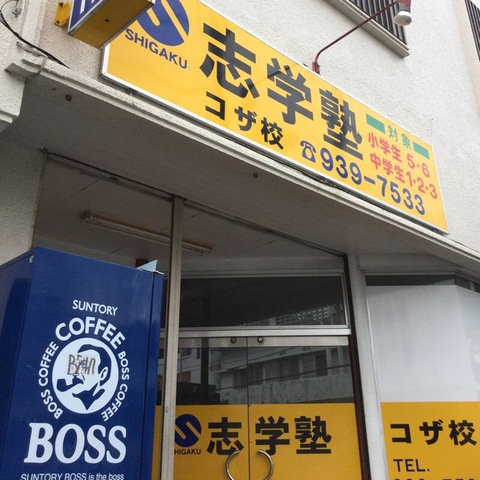 SHIGAKU
志学塾
コザ校
対象
小学生 5・6
中学生 1・2・3
☎939-7533
SUNTORY
COFFEE
BOSS COFFEE
BOSS COFFEE
BOSS
SUNTORY BOSS is the boss
SHIGAKU
志学塾
コザ校
TEL.